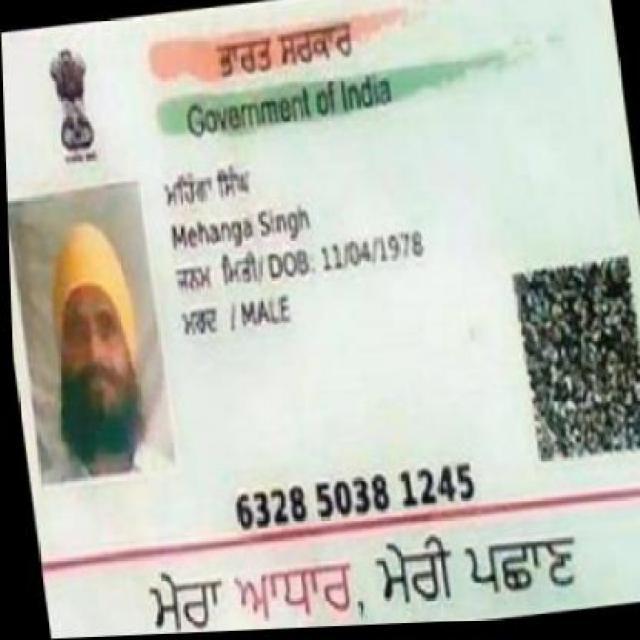 ਭਾਰਤ ਸਰਕਾਰ
Government of India
ਮਹਿੰਗਾ ਸਿੰਘ
Mehanga Singh
ਜਨਮ ਮਿਤੀ/ DOB: 11/04/1978
ਮਰਦ / MALE
6328 5038 1245
ਮੇਰਾ ਆਧਾਰ, ਮੇਰੀ ਪਛਾਣ